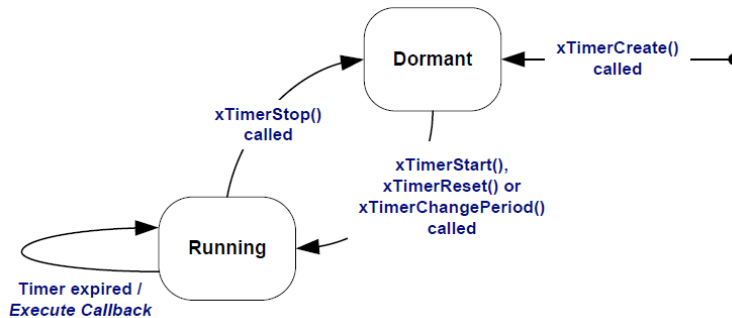 Dormant
xTimerCreate()
called
xTimerStop()
called
xTimerStart(),
xTimerReset() or
xTimerChangePeriod()
called
Running
Timer expired /
Execute Callback